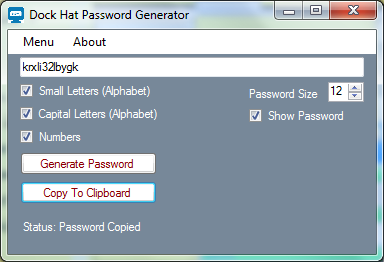 Dock Hat Password Generator
Menu About
krxli32lbygk
Small Letters (Alphabet)
Password Size 12
Capital Letters (Alphabet)
Show Password
Numbers
Generate Password
Copy To Clipboard
Status: Password Copied